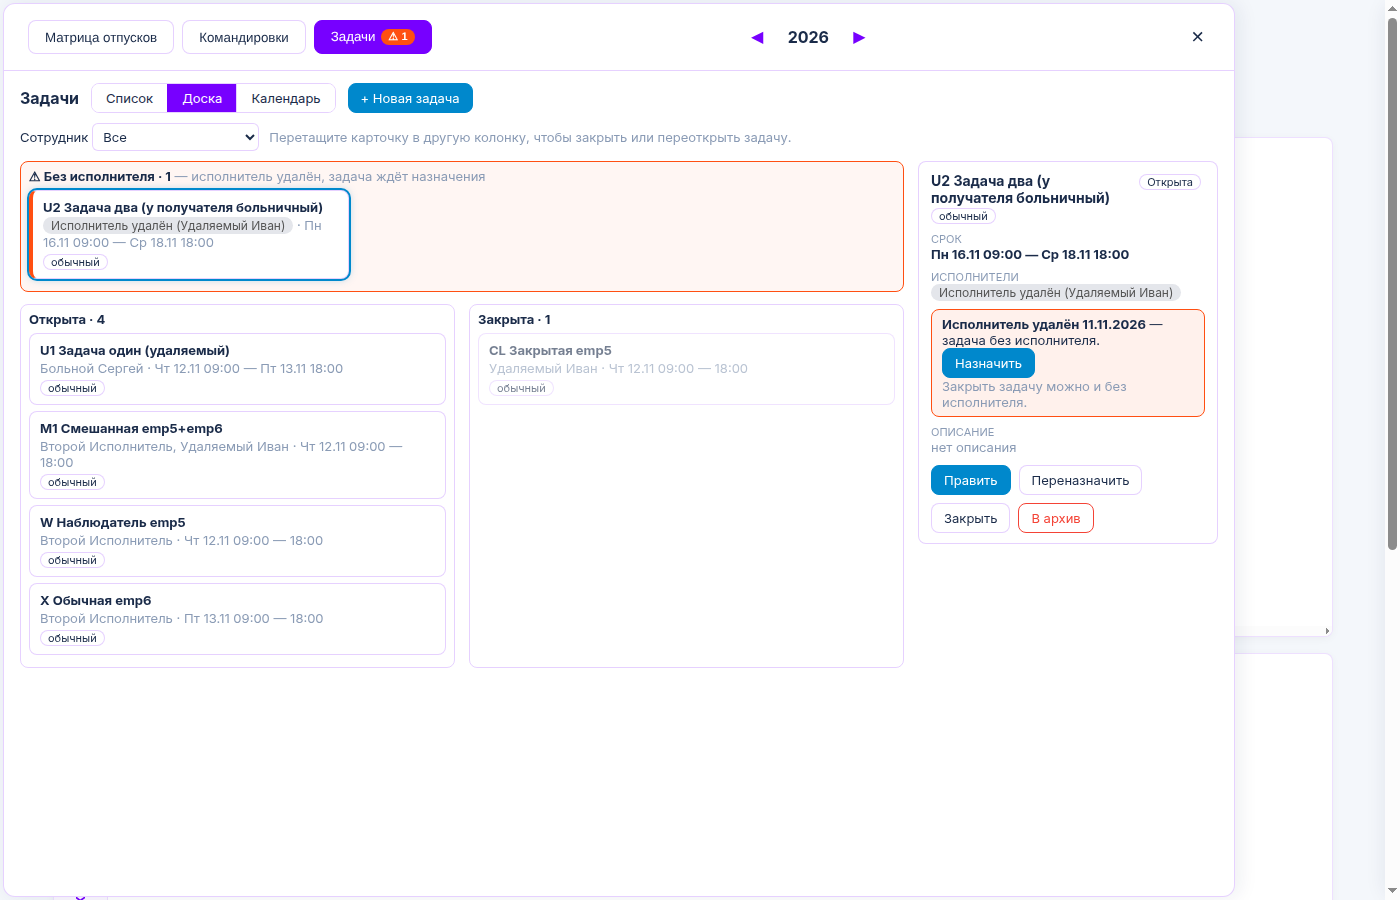 Матрица отпусков
Командировки
Задачи ⚠ 1
◀ 2026 ▶
✕
Задачи
Список
Доска
Календарь
+ Новая задача
Сотрудник Все
Перетащите карточку в другую колонку, чтобы закрыть или переоткрыть задачу.
⚠ Без исполнителя · 1 — исполнитель удалён, задача ждёт назначения
U2 Задача два (у получателя больничный)
Исполнитель удалён (Удаляемый Иван) · Пн
16.11 09:00 — Ср 18.11 18:00
обычный
Открыта · 4
U1 Задача один (удаляемый)
Больной Сергей · Чт 12.11 09:00 — Пт 13.11 18:00
обычный
M1 Смешанная emp5+emp6
Второй Исполнитель, Удаляемый Иван · Чт 12.11 09:00 —
18:00
обычный
W Наблюдатель emp5
Второй Исполнитель · Чт 12.11 09:00 — 18:00
обычный
X Обычная emp6
Второй Исполнитель · Пт 13.11 09:00 — 18:00
обычный
Закрыта · 1
CL Закрытая emp5
Удаляемый Иван · Чт 12.11 09:00 — 18:00
обычный
U2 Задача два (у
получателя больничный)
Открыта
обычный
СРОК
Пн 16.11 09:00 — Ср 18.11 18:00
ИСПОЛНИТЕЛИ
Исполнитель удалён (Удаляемый Иван)
Исполнитель удалён 11.11.2026 —
задача без исполнителя.
Назначить
Закрыть задачу можно и без
исполнителя.
ОПИСАНИЕ
нет описания
Править
Переназначить
Закрыть
В архив